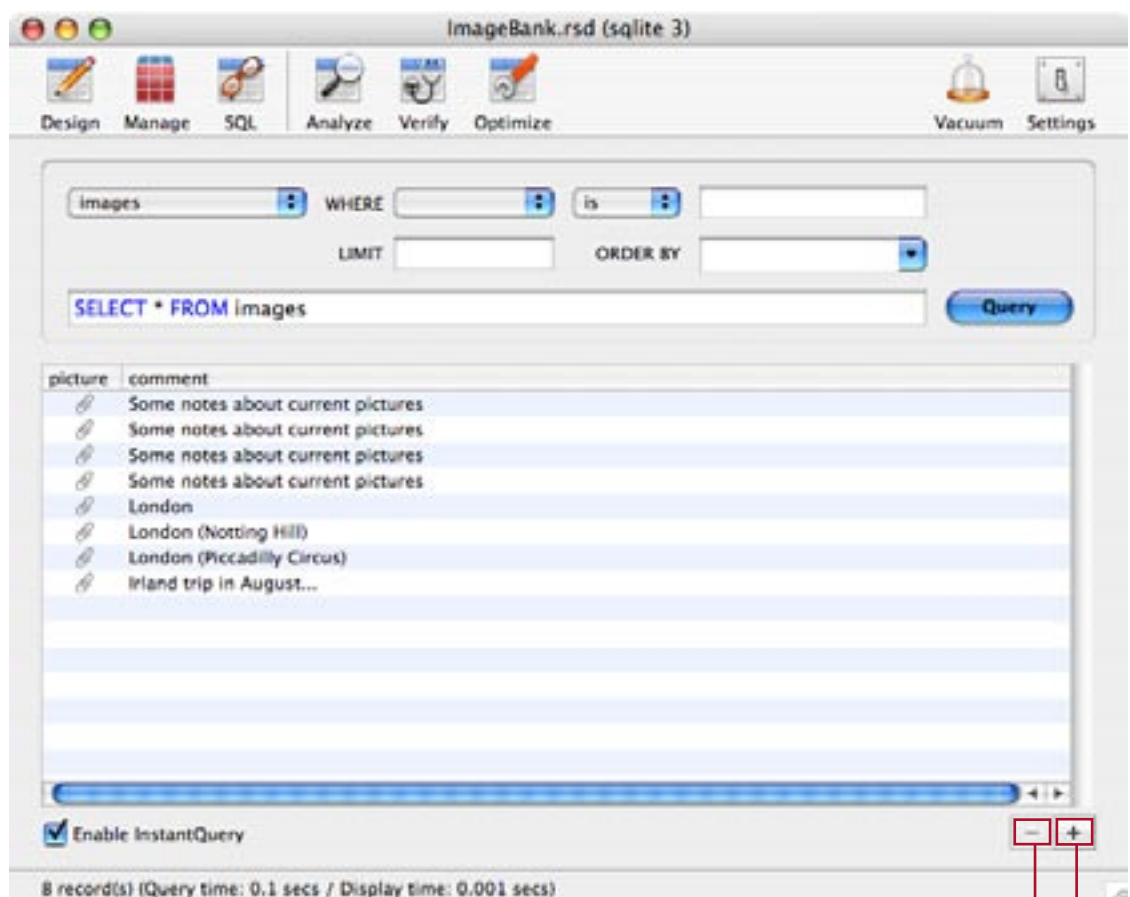 ImageBank.rsd (sqlite 3)
Design Manage SQL Analyze Verify Optimize Vacuum Settings
images WHERE is
LIMIT ORDER BY
SELECT * FROM images Query
picture comment
Some notes about current pictures
Some notes about current pictures
Some notes about current pictures
Some notes about current pictures
London
London (Notting Hill)
London (Piccadilly Circus)
Irland trip in August...
Enable InstantQuery
8 record(s) (Query time: 0.1 secs / Display time: 0.001 secs)